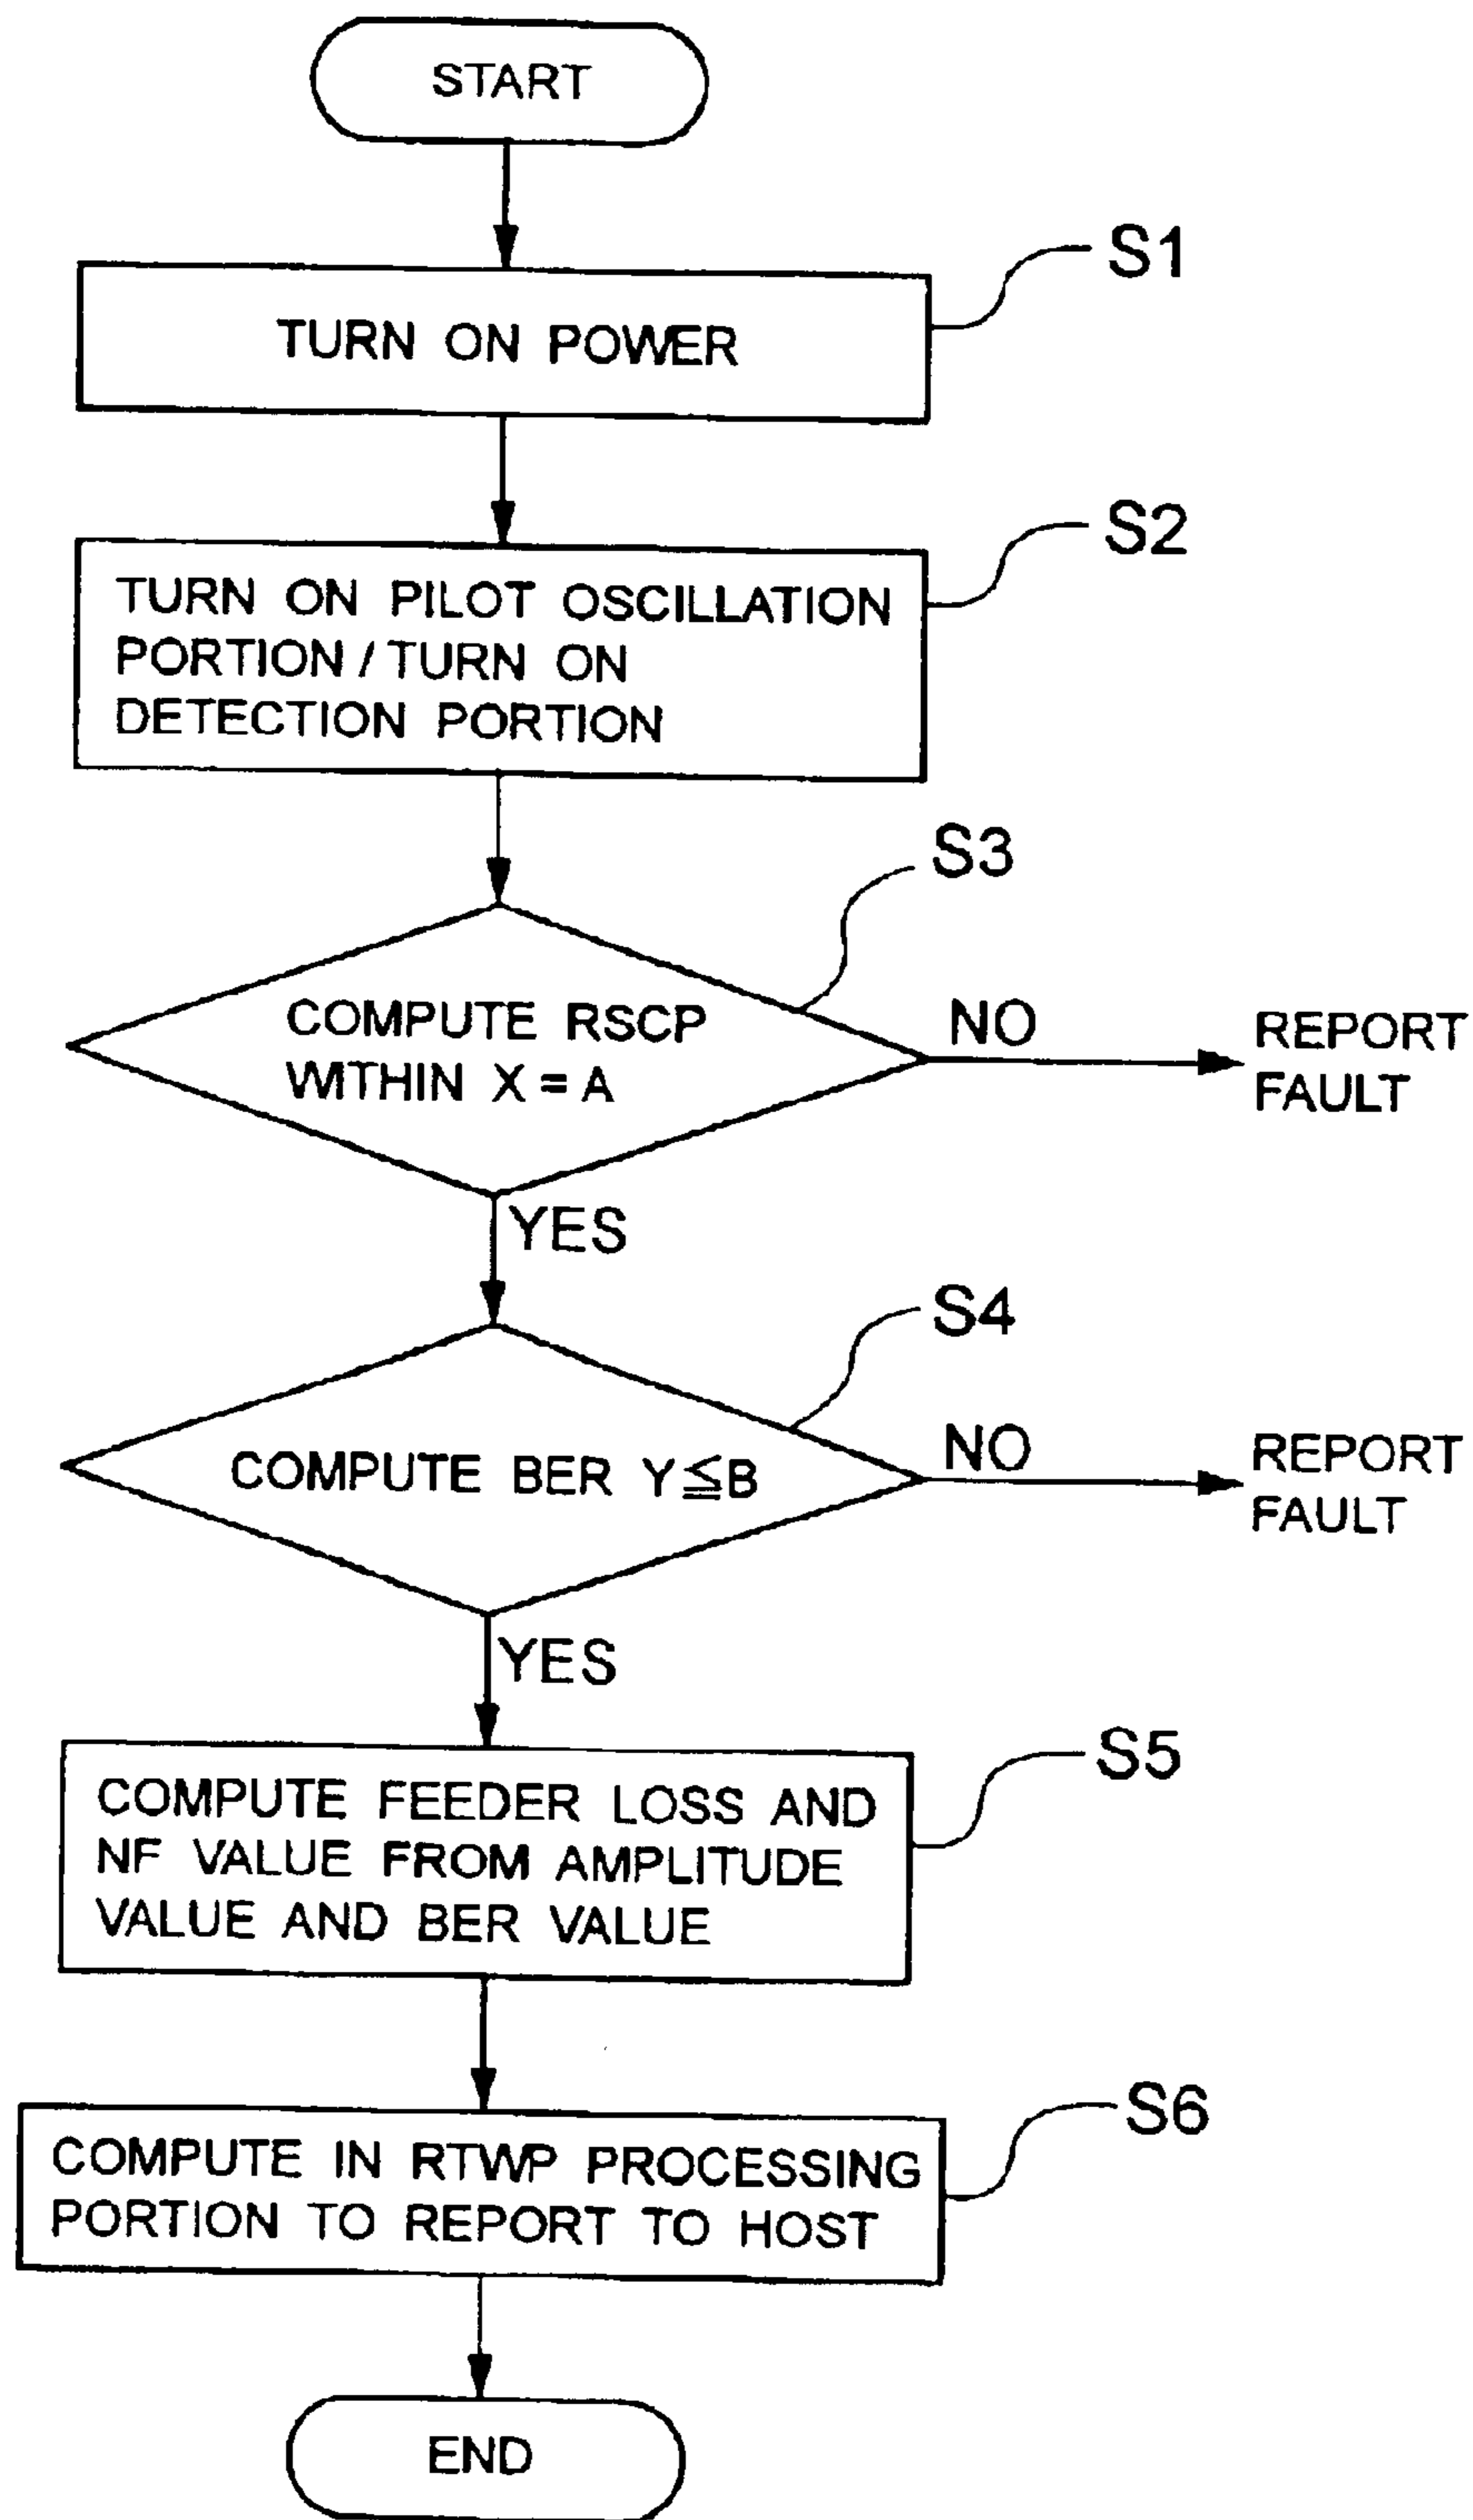 START
S1
TURN ON POWER
S2
TURN ON PILOT OSCILLATION
PORTION/TURN ON
DETECTION PORTION
S3
COMPUTE RSCP
WITHIN X=A
NO
REPORT
FAULT
YES
S4
COMPUTE BER Y≦B
NO
REPORT
FAULT
YES
S5
COMPUTE FEEDER LOSS AND
NF VALUE FROM AMPLITUDE
VALUE AND BER VALUE
S6
COMPUTE IN RTWP PROCESSING
PORTION TO REPORT TO HOST
END